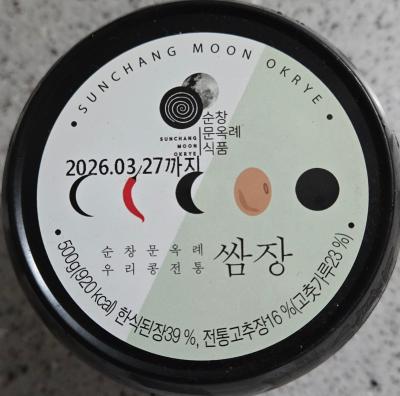 • SUNCHANG MOON OKRYE •
순창
문옥례
식품
SUNCHANG
MOON
OKRYE
2026.03/27까지
순창문옥례
우리콩전통
쌈장
• 500g(920 kcal) 한식된장39 %, 전통고추장16 %(고춧가루23 %) •